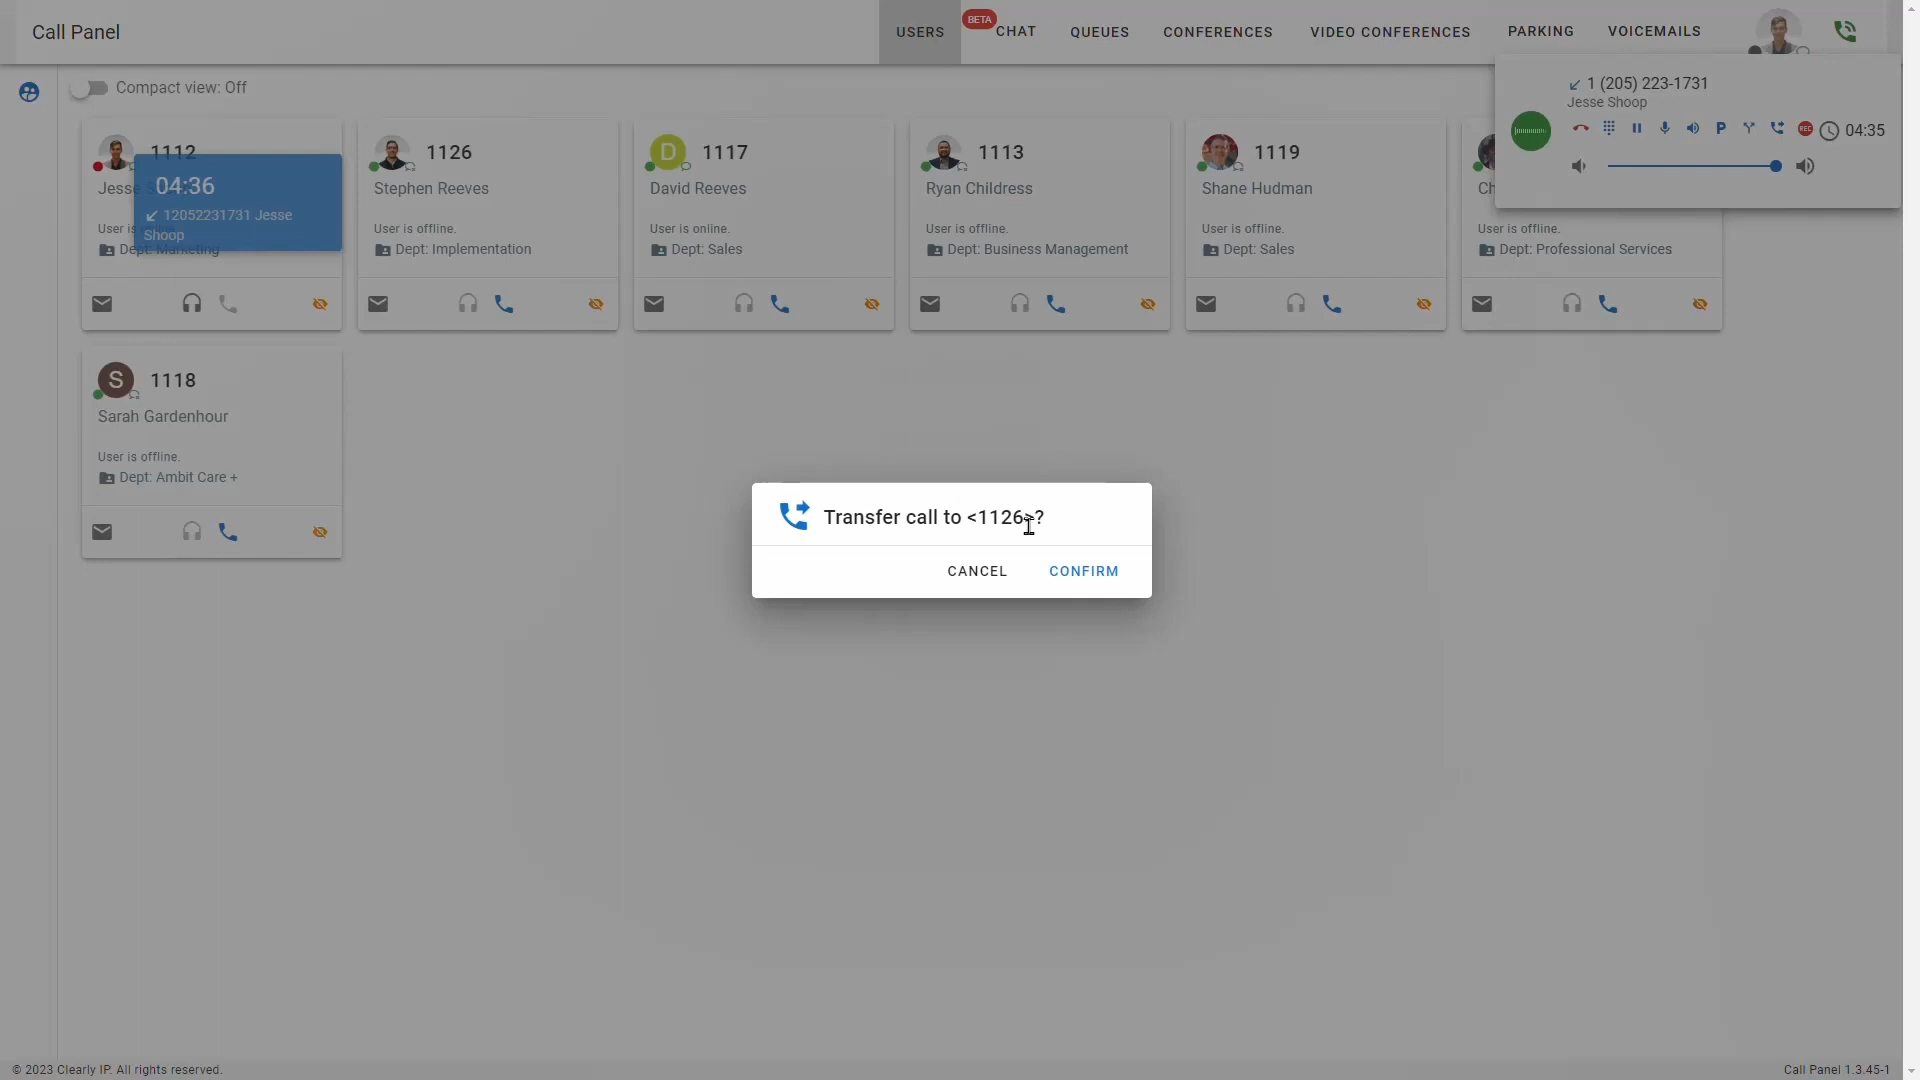 Call Panel
USERS
BETA
CHAT
QUEUES
CONFERENCES
VIDEO CONFERENCES
PARKING
VOICEMAILS
1 (205) 223-1731
Jesse Shoop
P
REC
04:35
Compact view: Off
1112
04:36
12052231731 Jesse
Shoop
Dept: Marketing
1126
Stephen Reeves
User is offline.
Dept: Implementation
D
1117
David Reeves
User is online.
Dept: Sales
1113
Ryan Childress
User is offline.
Dept: Business Management
1119
Shane Hudman
User is offline.
Dept: Sales
Ch
User is offline.
Dept: Professional Services
S
1118
Sarah Gardenhour
User is offline.
Dept: Ambit Care +
Transfer call to <1126>?
CANCEL
CONFIRM
© 2023 Clearly IP. All rights reserved.
Call Panel 1.3.45-1